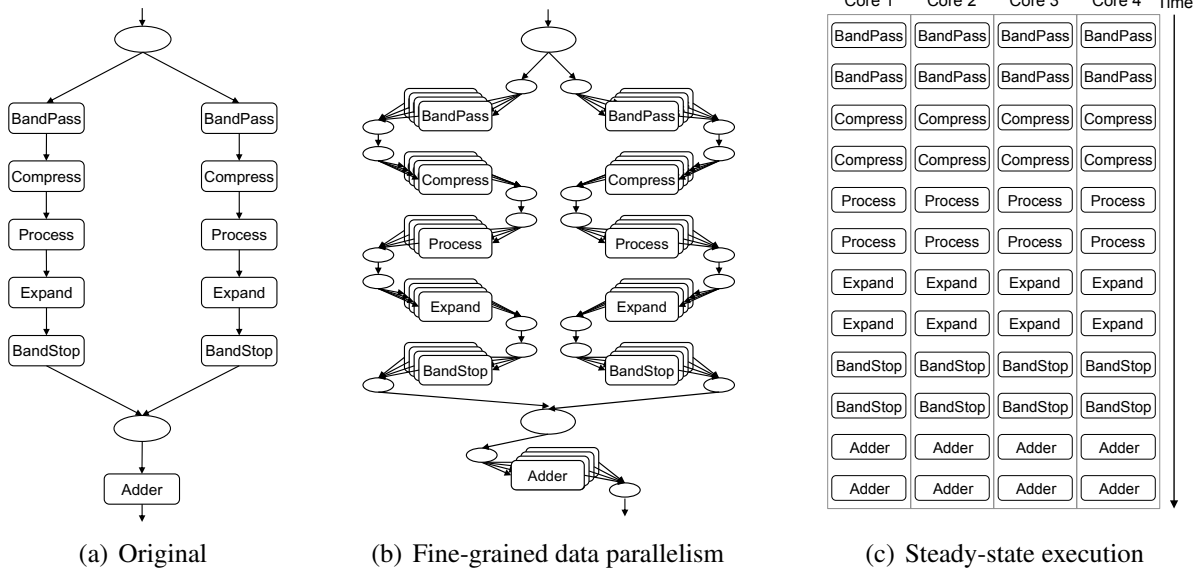 BandPass BandPass
Compress Compress
Process Process
Expand Expand
BandStop BandStop
Adder
(a) Original
BandPass BandPass
Compress Compress
Process Process
Expand Expand
BandStop BandStop
Adder
(b) Fine-grained data parallelism
Core 1 Core 2 Core 3 Core 4 Time
BandPass BandPass BandPass BandPass
BandPass BandPass BandPass BandPass
Compress Compress Compress Compress
Compress Compress Compress Compress
Process Process Process Process
Process Process Process Process
Expand Expand Expand Expand
Expand Expand Expand Expand
BandStop BandStop BandStop BandStop
BandStop BandStop BandStop BandStop
Adder Adder Adder Adder
Adder Adder Adder Adder
(c) Steady-state execution